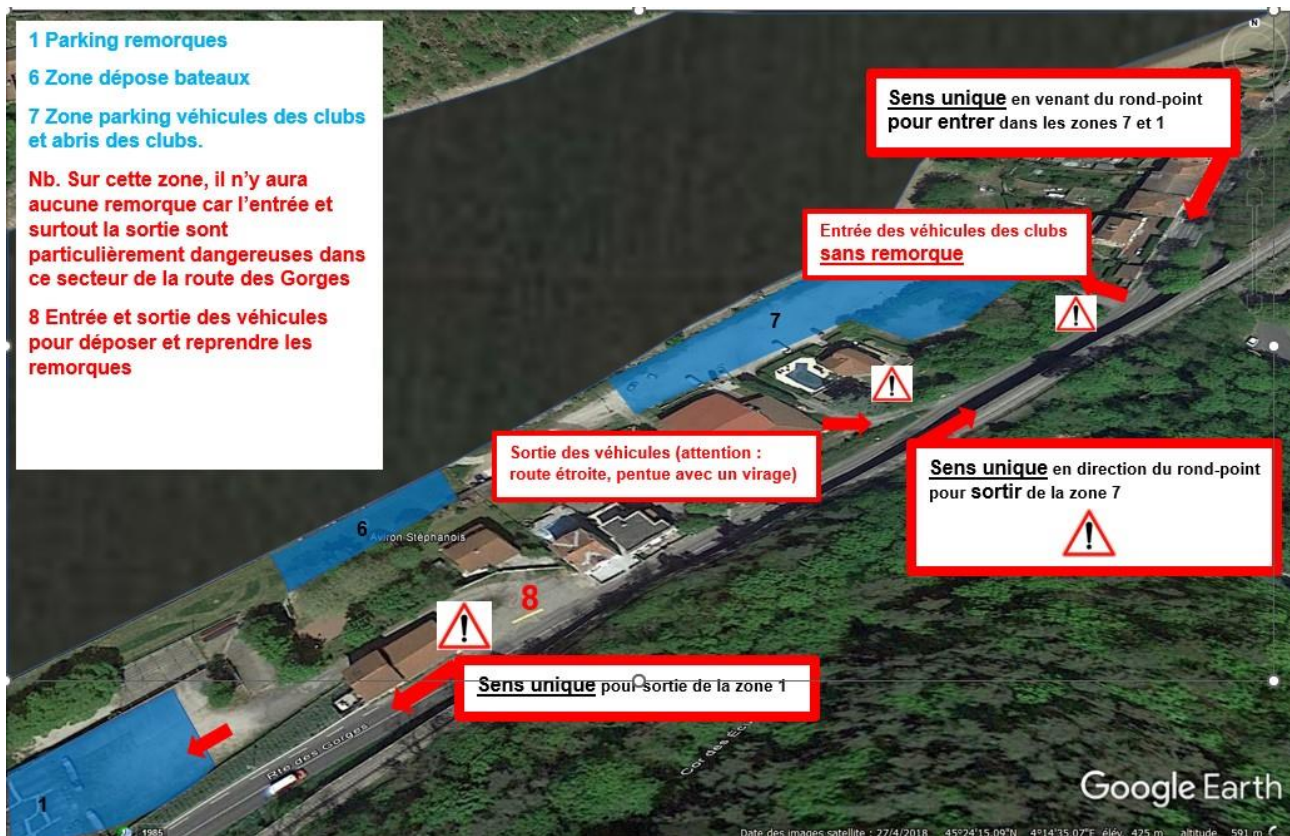 1 Parking remorques
6 Zone dépose bateaux
7 Zone parking véhicules des clubs
et abris des clubs.
Nb. Sur cette zone, il n’y aura
aucune remorque car l’entrée et
surtout la sortie sont
particulièrement dangereuses dans
ce secteur de la route des Gorges
8 Entrée et sortie des véhicules
pour déposer et reprendre les
remorques
N
Sens unique en venant du rond-point
pour entrer dans les zones 7 et 1
Entrée des véhicules des clubs
sans remorque
7
Sortie des véhicules (attention :
route étroite, pentue avec un virage)
Sens unique en direction du rond-point
pour sortir de la zone 7
6
Aviron Stéphanois
8
Sens unique pour sortie de la zone 1
Rte des Gorges
1
1985
Google Earth
Date des images satellite : 27/4/2018 45°24'15.09"N 4°14'35.07"E élév. 425 m altitude 591 m